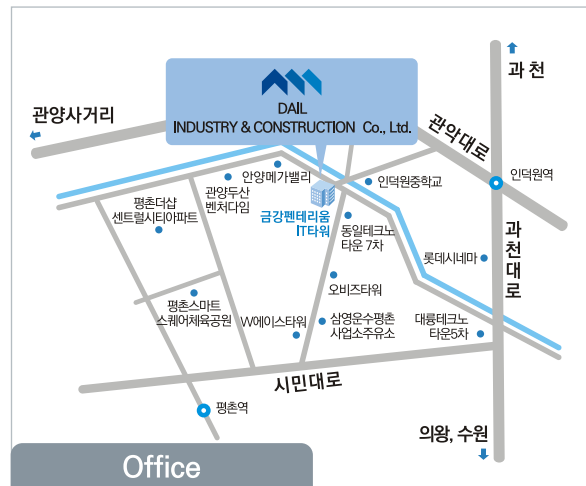 과천
DAIL
INDUSTRY & CONSTRUCTION Co., Ltd.
관양사거리
관악대로
안양메가밸리
인덕원중학교
인덕원역
관양두산
벤처다임
평촌더샵
센트럴시티아파트
금강펜테리움
IT타워
동일테크노
타운 7차
과천대로
롯데시네마
오비즈타워
평촌스마트
스퀘어체육공원
W에이스타워
삼영운수평촌
사업소주유소
대륭테크노
타운5차
시민대로
평촌역
의왕, 수원
Office